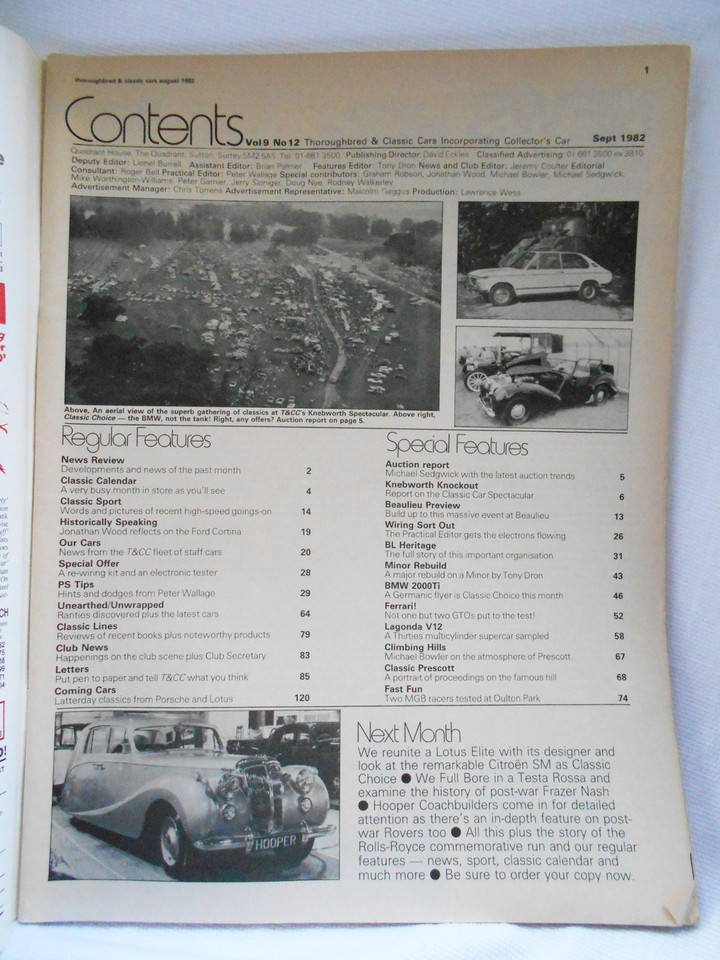 thoroughbred & classic cars august 1982
1
Contents Vol 9 No 12 Thoroughbred & Classic Cars Incorporating Collector's Car Sept 1982
Quadrant House, The Quadrant, Sutton, Surrey SM2 5AS. Tel: 01-661 3500. Publishing Director: David Eckles Classified Advertising: 01 661 3500 ex 3810
Deputy Editor: Lionel Burrell Assistant Editor: Brian Palmer Features Editor: Tony Dron News and Club Editor: Jeremy Coulter Editorial
Consultant: Roger Bell Practical Editor: Peter Wallage Special contributors: Graham Robson, Jonathan Wood, Michael Bowler, Michael Sedgwick,
Mike Worthington-Williams, Peter Garnier, Jerry Sloniger, Doug Nye, Rodney Walkerley
Advertisement Manager: Chris Torrens Advertisement Representative: Malcolm Production: Lawrence Wess
Above, An aerial view of the superb gathering of classics at T&CC's Knebworth Spectacular. Above right,
Classic Choice — the BMW, not the tank! Right, any offers? Auction report on page 5.
Regular Features
News Review
Developments and news of the past month 2
Classic Calendar
A very busy month in store as you'll see 4
Classic Sport
Words and pictures of recent high-speed goings-on 14
Historically Speaking
Jonathan Wood reflects on the Ford Cortina 19
Our Cars
News from the T&CC fleet of staff cars 20
Special Offer
A re-wiring kit and an electronic tester 28
PS Tips
Hints and dodges from Peter Wallage 29
Unearthed/Unwrapped
Rarities discovered plus the latest cars 64
Classic Lines
Reviews of recent books plus noteworthy products 79
Club News
Happenings on the club scene plus Club Secretary 83
Letters
Put pen to paper and tell T&CC what you think 85
Coming Cars
Latterday classics from Porsche and Lotus 120
Special Features
Auction report
Michael Sedgwick with the latest auction trends 5
Knebworth Knockout
Report on the Classic Car Spectacular 6
Beaulieu Preview
Build up to this massive event at Beaulieu 13
Wiring Sort Out
The Practical Editor gets the electrons flowing 26
BL Heritage
The full story of this important organisation 31
Minor Rebuild
A major rebuild on a Minor by Tony Dron 43
BMW 2000Ti
A Germanic flyer is Classic Choice this month 46
Ferrari!
Not one but two GTOs put to the test! 52
Lagonda V12
A Thirties multicylinder supercar sampled 58
Climbing Hills
Michael Bowler on the atmosphere of Prescott 67
Classic Prescott
A portrait of proceedings on the famous hill 68
Fast Fun
Two MGB racers tested at Oulton Park 74
HOOPER
Next Month
We reunite a Lotus Elite with its designer and
look at the remarkable Citroën SM as Classic
Choice ● We Full Bore in a Testa Rossa and
examine the history of post-war Frazer Nash
● Hooper Coachbuilders come in for detailed
attention as there's an in-depth feature on post-
war Rovers too ● All this plus the story of the
Rolls-Royce commemorative run and our regular
features — news, sport, classic calendar and
much more ● Be sure to order your copy now.